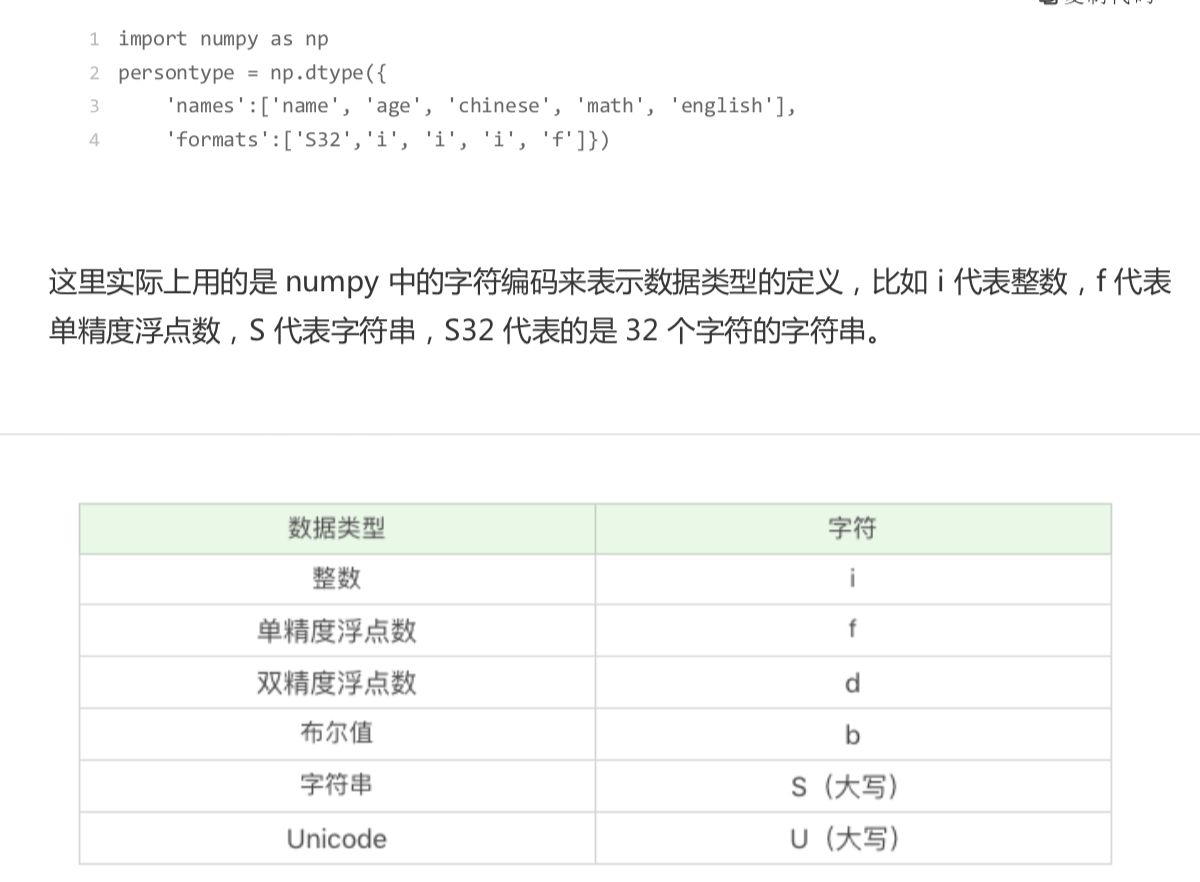 1 import numpy as np
2 persontype = np.dtype({
3 'names':['name', 'age', 'chinese', 'math', 'english'],
4 'formats':['S32','i', 'i', 'i', 'f']})
这里实际上用的是 numpy 中的字符编码来表示数据类型的定义，比如 i 代表整数，f 代表
单精度浮点数，S 代表字符串，S32 代表的是 32 个字符的字符串。
数据类型 字符
整数 i
单精度浮点数 f
双精度浮点数 d
布尔值 b
字符串 S（大写）
Unicode U（大写）